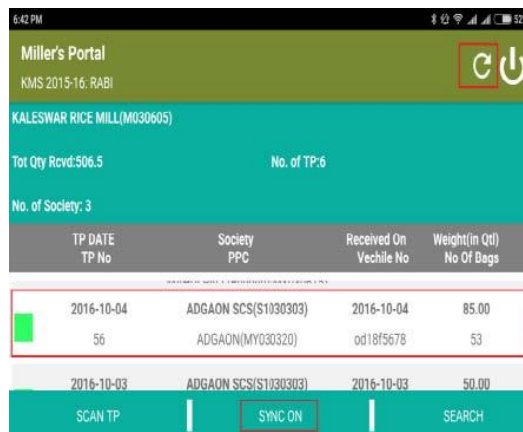 6:42 PM 52
Miller's Portal
KMS 2015-16: RABI
KALESWAR RICE MILL(M030605)
Tot Qty Rcvd:506.5 No. of TP:6
No. of Society: 3
TP DATE Society Received On Weight(in Qtl)
TP No PPC Vechile No No Of Bags
2016-10-04 ADGAON SCS(S1030303) 2016-10-04 85.00
56 ADGAON(MY030320) od18f5678 53
2016-10-03 ADGAON SCS(S1030303) 2016-10-03 50.00
SCAN TP SYNC ON SEARCH